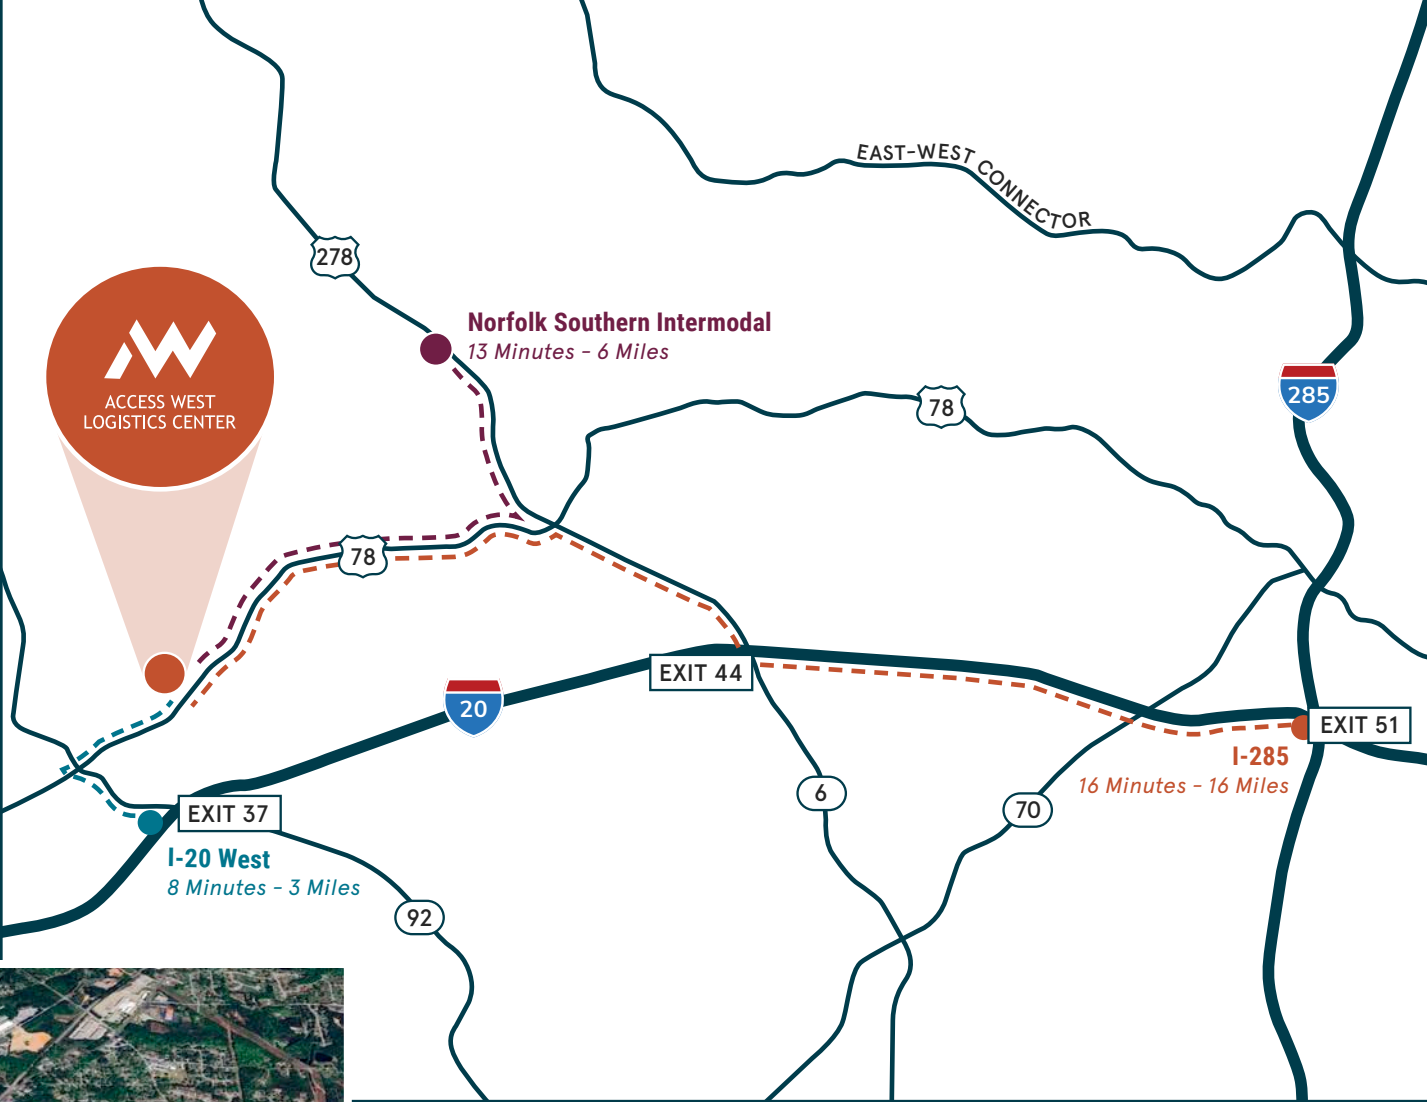 EAST-WEST CONNECTOR
278
Norfolk Southern Intermodal
13 Minutes - 6 Miles
285
78
ACCESS WEST
LOGISTICS CENTER
78
EXIT 44
20
EXIT 51
I-285
16 Minutes - 16 Miles
6
70
EXIT 37
I-20 West
8 Minutes - 3 Miles
92